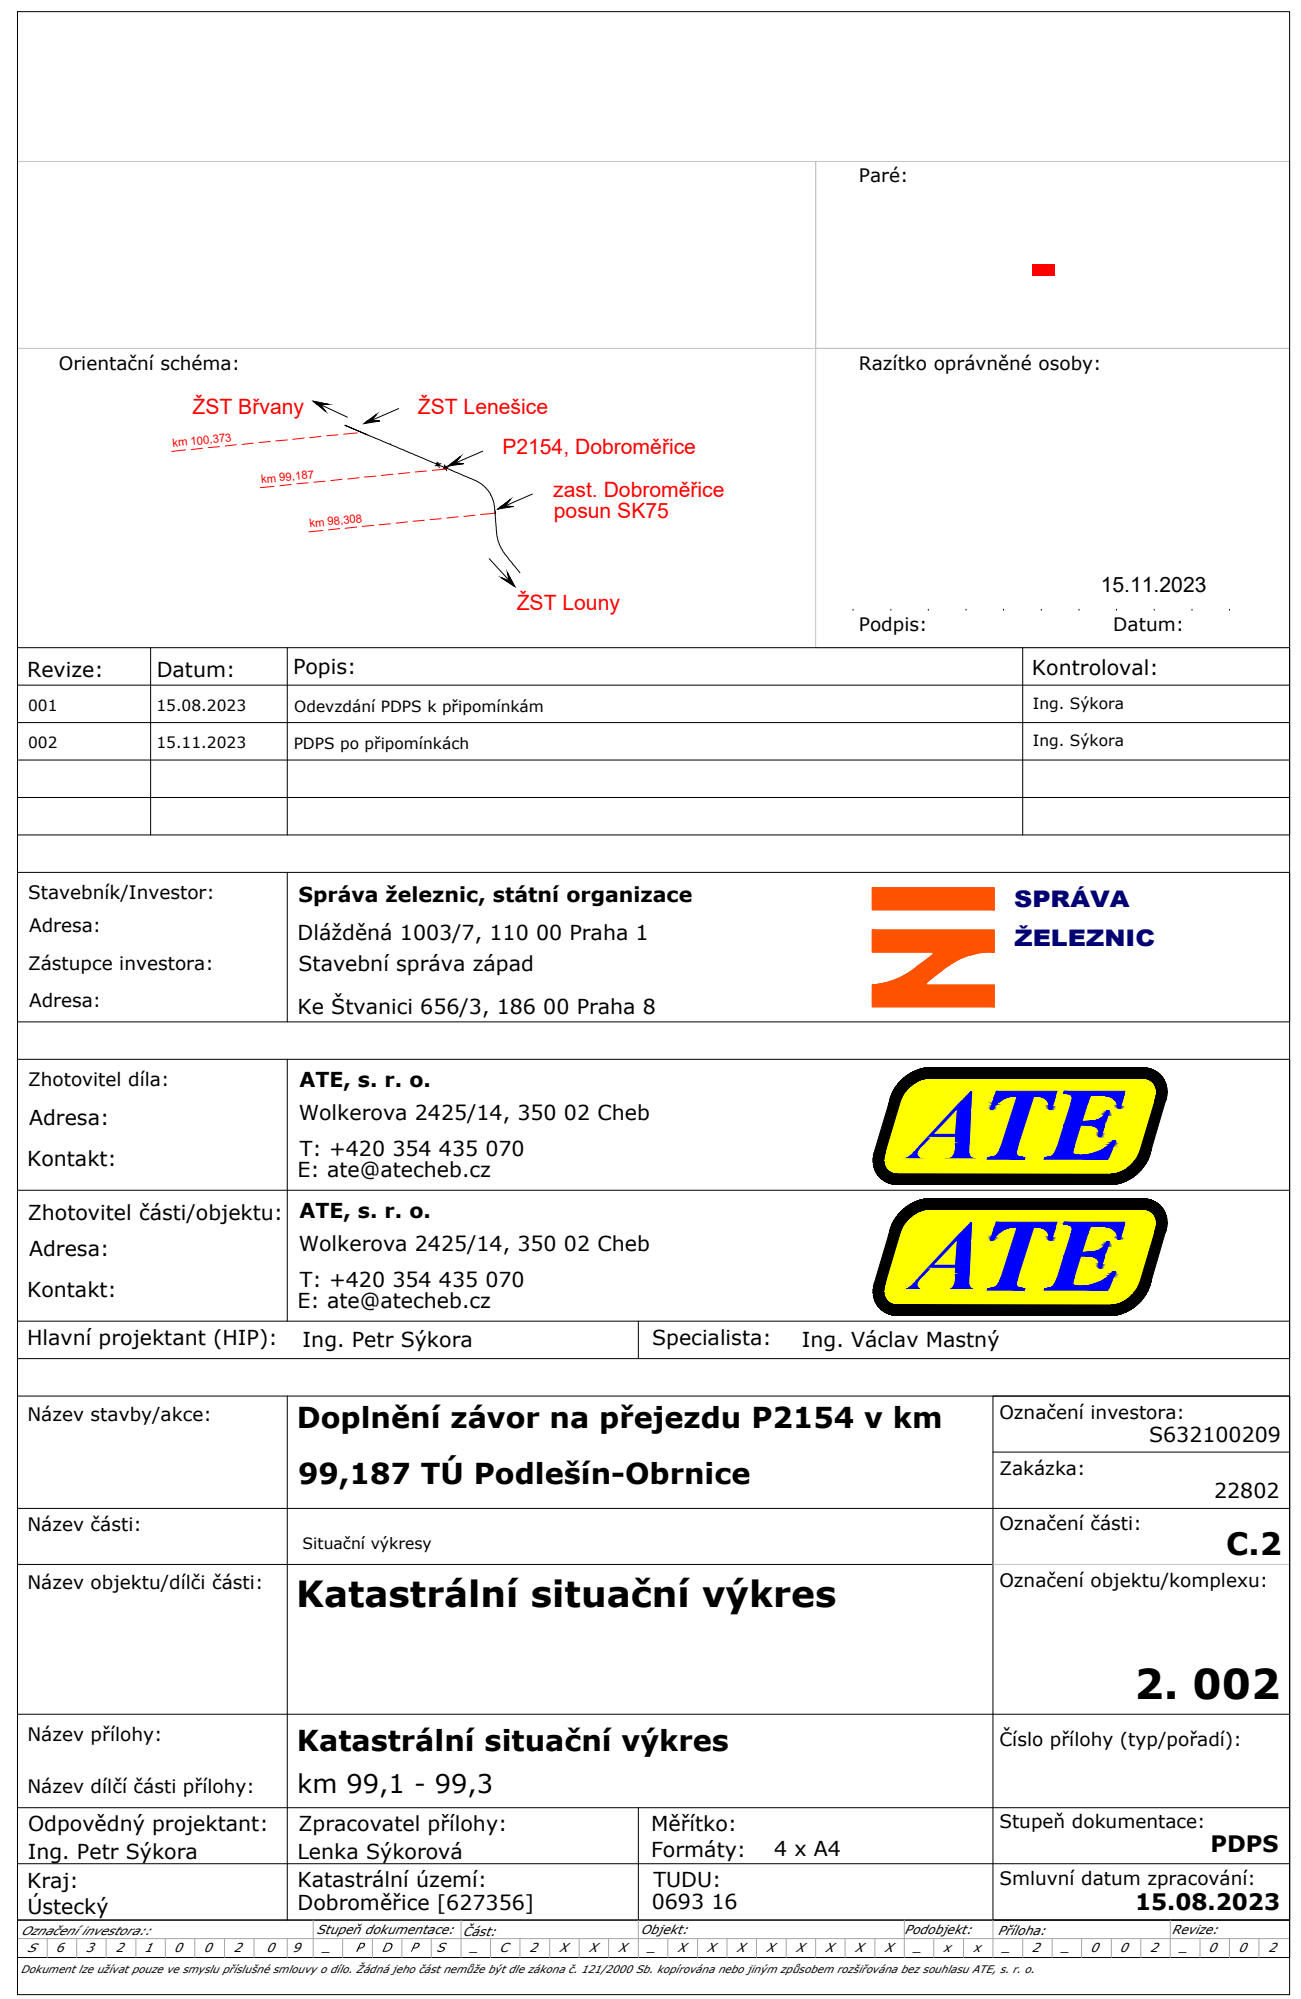 Paré:
Orientační schéma:
Razítko oprávněné osoby:
ŽST Břvany
ŽST Lenešice
km 100,373
P2154, Dobroměřice
km 99,187
zast. Dobroměřice
posun SK75
km 98,308
ŽST Louny
15.11.2023
Podpis: Datum:
Revize: Datum: Popis: Kontroloval:
001 15.08.2023 Odevzdání PDPS k připomínkám Ing. Sýkora
002 15.11.2023 PDPS po připomínkách Ing. Sýkora
Stavebník/Investor: Správa železnic, státní organizace
Adresa: Dlážděná 1003/7, 110 00 Praha 1
Zástupce investora: Stavební správa západ
Adresa: Ke Štvanici 656/3, 186 00 Praha 8
SPRÁVA
ŽELEZNIC
Zhotovitel díla: ATE, s. r. o.
Adresa: Wolkerova 2425/14, 350 02 Cheb
Kontakt: T: +420 354 435 070
E: ate@atecheb.cz
ATE
Zhotovitel části/objektu: ATE, s. r. o.
Adresa: Wolkerova 2425/14, 350 02 Cheb
Kontakt: T: +420 354 435 070
E: ate@atecheb.cz
ATE
Hlavní projektant (HIP): Ing. Petr Sýkora Specialista: Ing. Václav Mastný
Název stavby/akce: Doplnění závor na přejezdu P2154 v km
99,187 TÚ Podlešín-Obrnice
Označení investora:
S632100209
Zakázka:
22802
Název části: Situační výkresy
Označení části:
C.2
Název objektu/dílči části: Katastrální situační výkres
Označení objektu/komplexu:
2. 002
Název přílohy: Katastrální situační výkres
Číslo přílohy (typ/pořadí):
Název dílčí části přílohy: km 99,1 - 99,3
Odpovědný projektant: Zpracovatel přílohy: Měřítko: Stupeň dokumentace:
Ing. Petr Sýkora Lenka Sýkorová Formáty: 4 x A4 PDPS
Kraj: Katastrální území: TUDU: Smluvní datum zpracování:
Ústecký Dobroměřice [627356] 0693 16 15.08.2023
Označení investora:: Stupeň dokumentace: Část: Objekt: Podobjekt: Příloha: Revize:
S 6 3 2 1 0 0 2 0 9 _ P D P S _ C 2 X X X _ X X X X X X X X _ x x _ 2 _ 0 0 2 _ 0 0 2
Dokument lze užívat pouze ve smyslu příslušné smlouvy o dílo. Žádná jeho část nemůže být dle zákona č. 121/2000 Sb. kopírována nebo jiným způsobem rozšiřována bez souhlasu ATE, s. r. o.